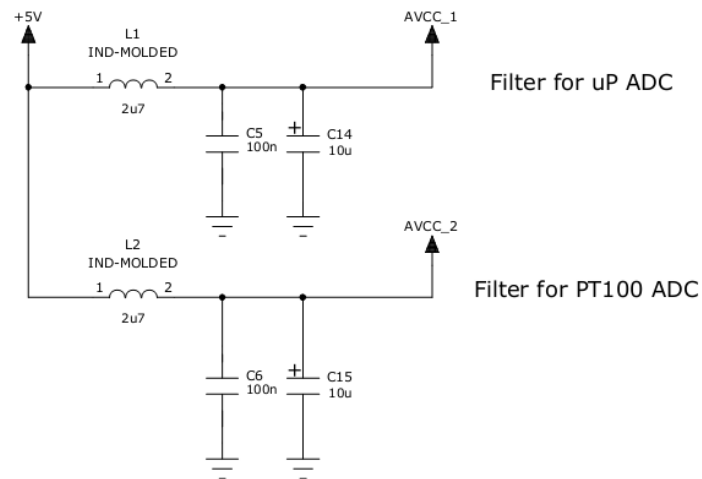 +5V
L1
IND-MOLDED
1 2
2u7
AVCC_1
Filter for uP ADC
C5
100n
+
C14
10u
L2
IND-MOLDED
1 2
2u7
AVCC_2
Filter for PT100 ADC
C6
100n
+
C15
10u